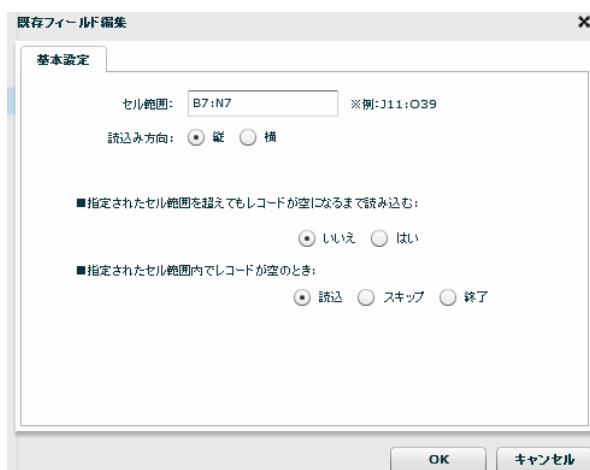 既存フィールド編集
基本設定
セル範囲: B7:N7 ※例:J11:O39
読込み方向: 縦 横
■指定されたセル範囲を超えてもレコードが空になるまで読み込む:
いいえ はい
■指定されたセル範囲内でレコードが空のとき:
読込 スキップ 終了
OK キャンセル